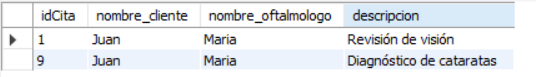 idCita nombre_cliente nombre_oftalmologo descripcion
1 Juan Maria Revisión de visión
9 Juan Maria Diagnóstico de cataratas